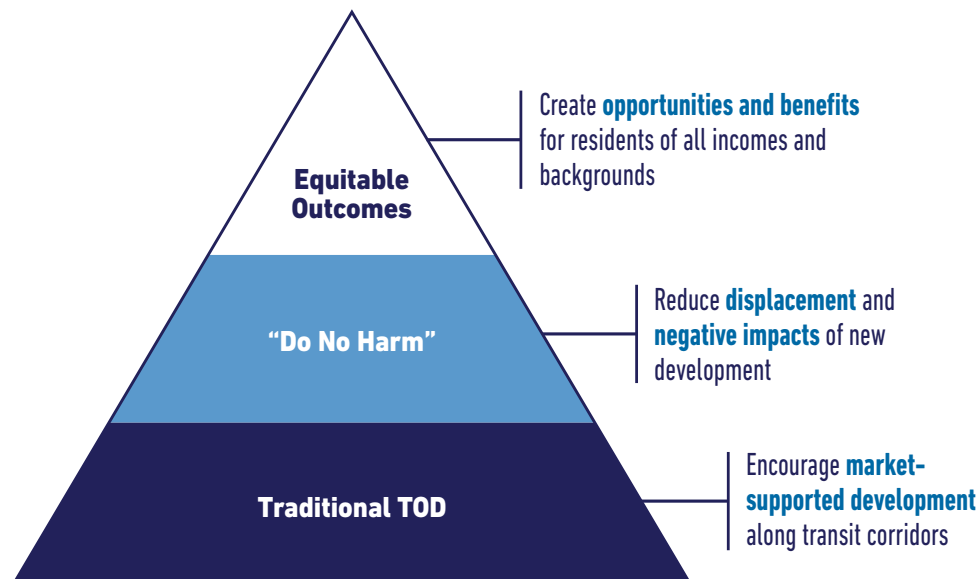 Equitable
Outcomes
Create opportunities and benefits
for residents of all incomes and
backgrounds
“Do No Harm”
Reduce displacement and
negative impacts of new
development
Traditional TOD
Encourage market-
supported development
along transit corridors